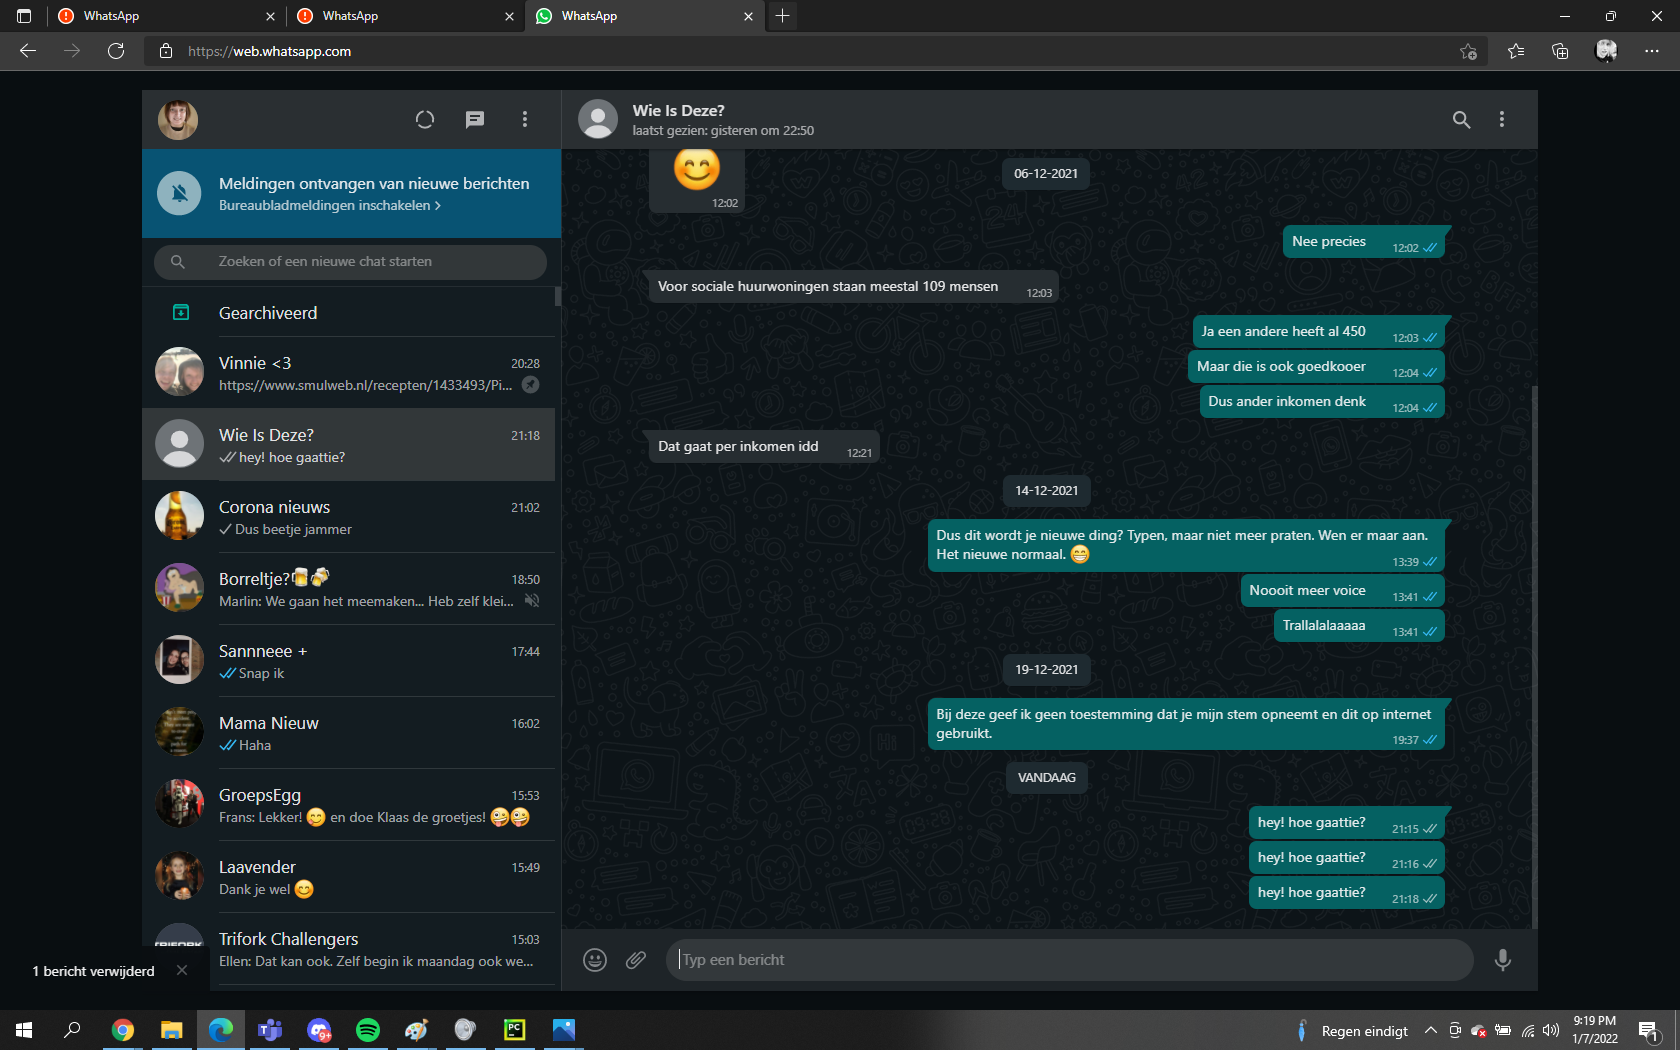 WhatsApp
WhatsApp
WhatsApp
https://web.whatsapp.com
Wie Is Deze?
laatst gezien: gisteren om 22:50
Meldingen ontvangen van nieuwe berichten
Bureaubladmeldingen inschakelen >
Zoeken of een nieuwe chat starten
Gearchiveerd
Vinnie <3
20:28
https://www.smulweb.nl/recepten/1433493/Pi...
Wie Is Deze?
21:18
hey! hoe gaattie?
Corona nieuws
21:02
Dus beetje jammer
Borreltje?🍺🍻
18:50
Marlin: We gaan het meemaken... Heb zelf klei...
Sannneee +
17:44
Snap ik
Mama Nieuw
16:02
Haha
GroepsEgg
15:53
Frans: Lekker! 😋 en doe Klaas de groetjes! 🤪🤪
Laavender
15:49
Dank je wel 😊
TRIFORK
Trifork Challengers
15:03
Ellen: Dat kan ook. Zelf begin ik maandag ook we...
1 bericht verwijderd
😊
12:02
06-12-2021
Nee precies
12:02
Voor sociale huurwoningen staan meestal 109 mensen
12:03
Ja een andere heeft al 450
12:03
Maar die is ook goedkooer
12:04
Dus ander inkomen denk
12:04
Dat gaat per inkomen idd
12:21
14-12-2021
Dus dit wordt je nieuwe ding? Typen, maar niet meer praten. Wen er maar aan.
Het nieuwe normaal. 😁
13:39
Noooit meer voice
13:41
Trallalalaaaaa
13:41
19-12-2021
Bij deze geef ik geen toestemming dat je mijn stem opneemt en dit op internet
gebruikt.
19:37
VANDAAG
hey! hoe gaattie?
21:15
hey! hoe gaattie?
21:16
hey! hoe gaattie?
21:18
Typ een bericht
9+
PC
Regen eindigt
9:19 PM
1/7/2022
1